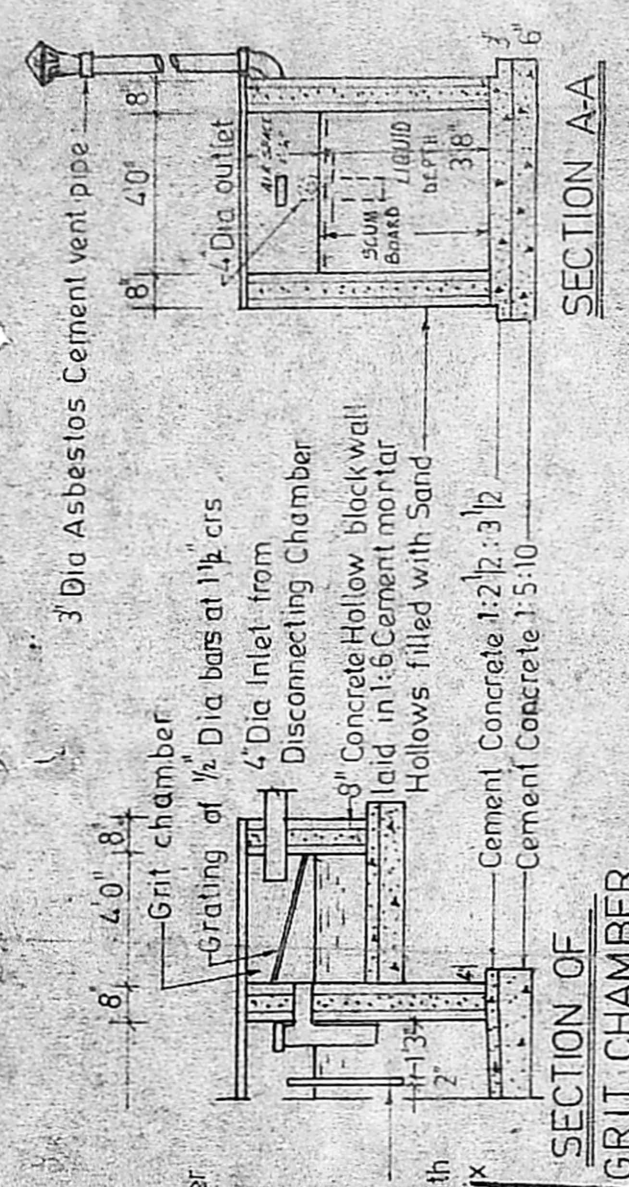 3" Dia Asbestos Cement vent pipe
8"
4'0"
8"
4" Dia outlet
AIR SPACE
SCUM
BOARD
LIQUID
DEPTH
3'8"
3"
6"
SECTION A-A
8"
4'0"
8"
Grit chamber
Grating of 1/2" Dia bars at 1 1/2" crs
4" Dia Inlet from
Disconnecting Chamber
8" Concrete Hollow block wall
laid in 1:6 Cement mortar
Hollows filled with Sand
Cement Concrete 1:2 1/2:3 1/2
Cement Concrete 1:5:10
1'3"
2"
er
th
x
SECTION OF
GRIT CHAMBER